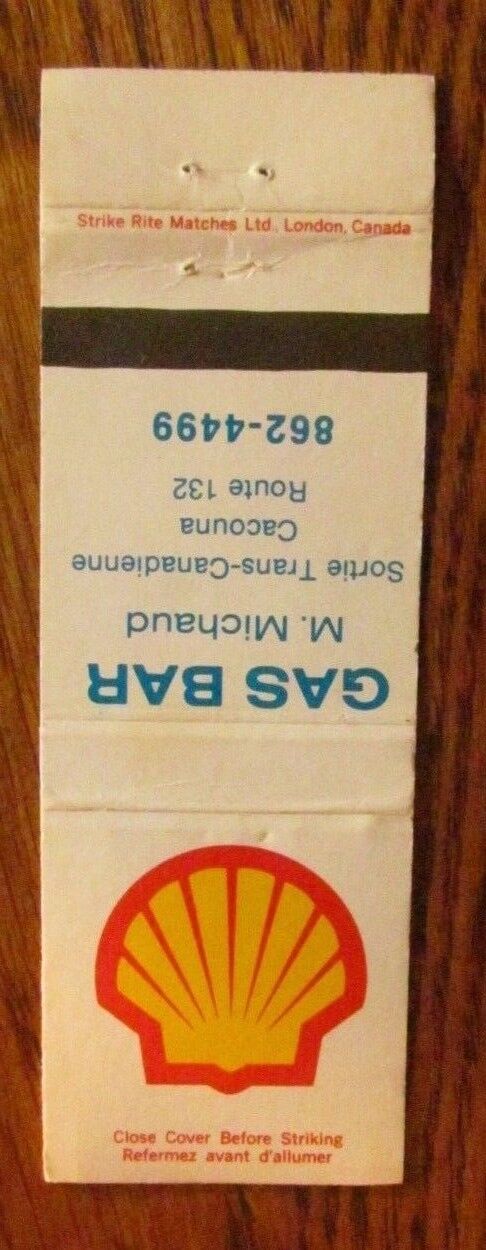 Strike Rite Matches Ltd., London, Canada
GAS BAR
M. Michaud
Sortie Trans-Canadienne
Cacouna
Route 132
862-4499
Close Cover Before Striking
Refermez avant d'allumer